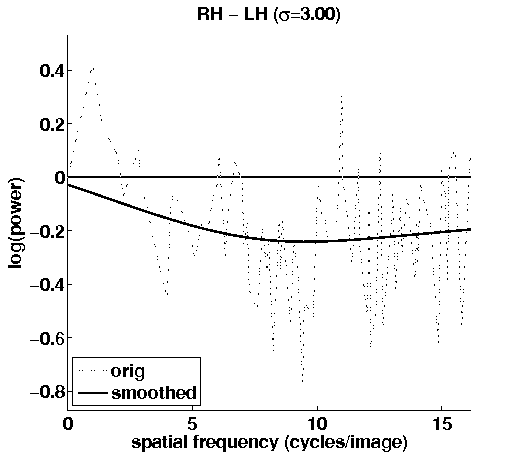 RH − LH (σ=3.00)
0.4
0.2
0
−0.2
−0.4
−0.6
−0.8
log(power)
orig
smoothed
0 5 10 15
spatial frequency (cycles/image)